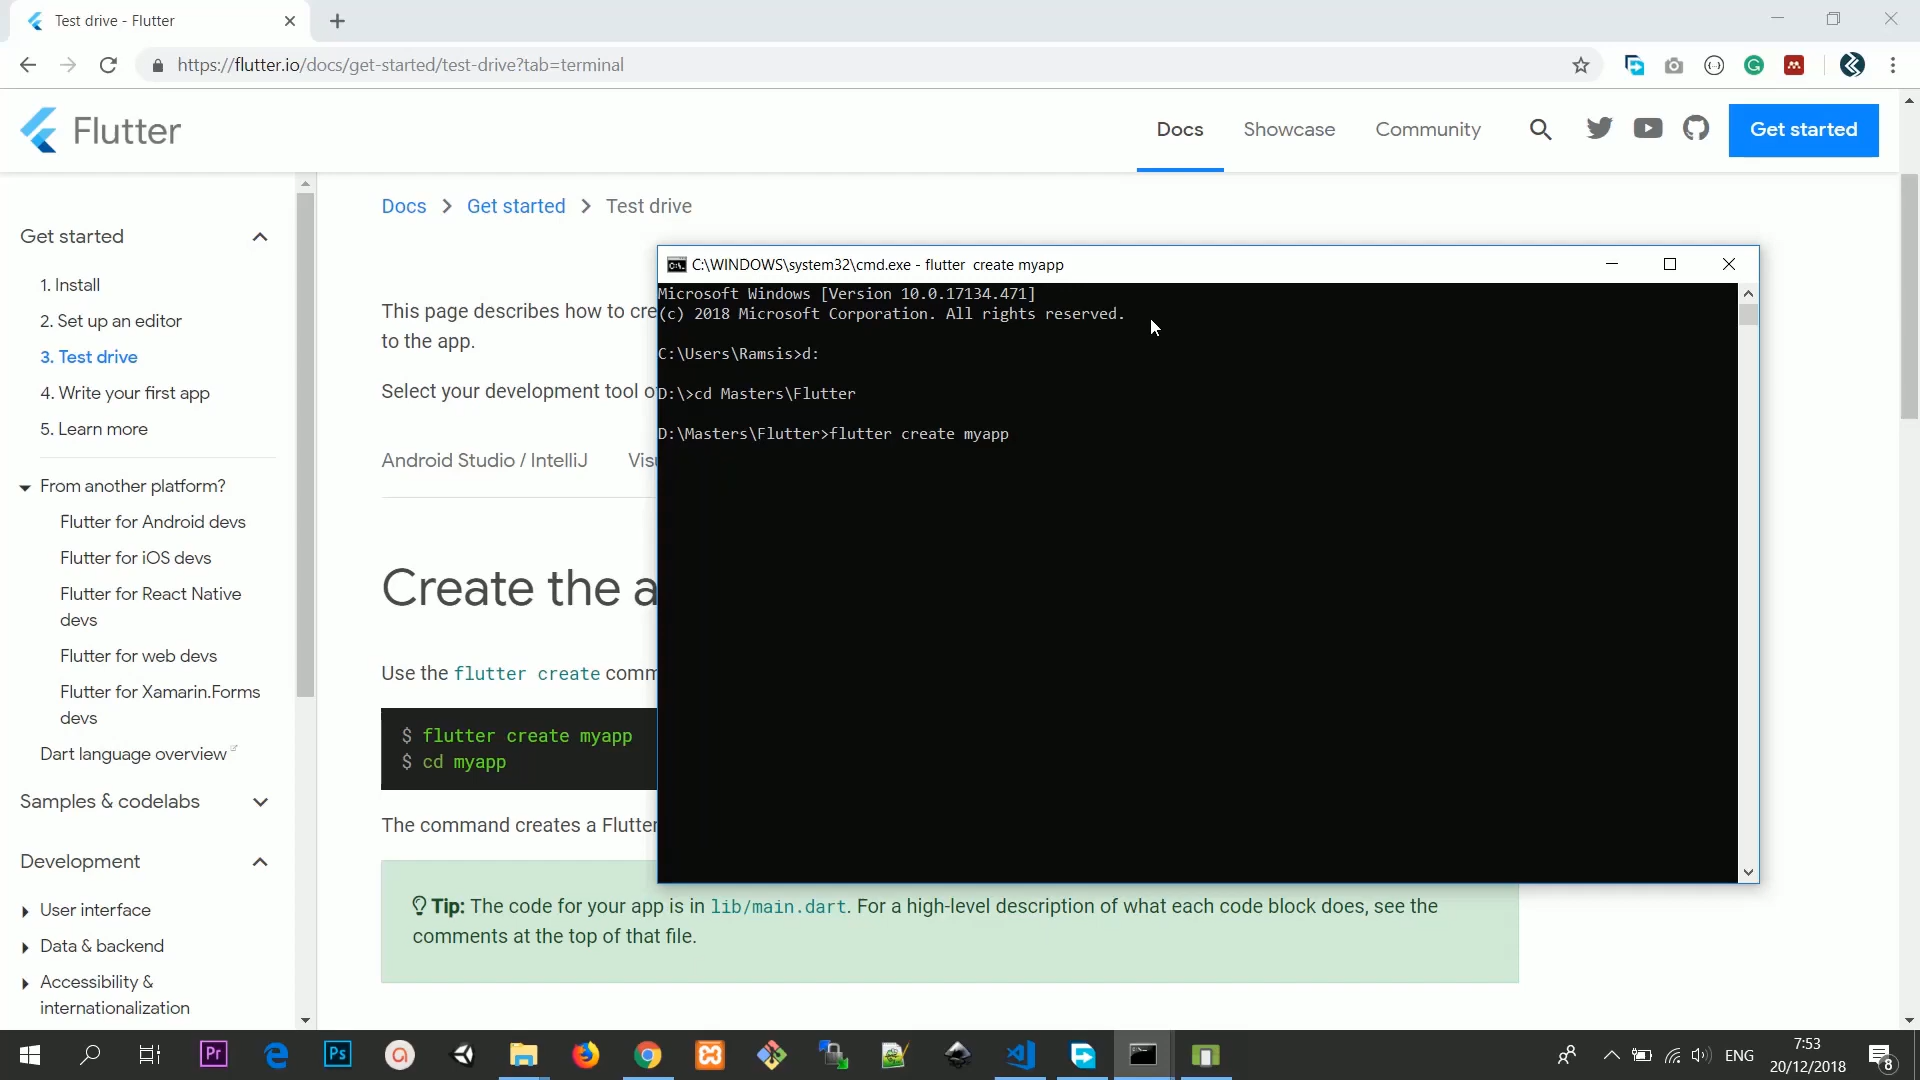 Test drive - Flutter
https://flutter.io/docs/get-started/test-drive?tab=terminal
Flutter
Docs
Showcase
Community
Get started
Get started
1. Install
2. Set up an editor
3. Test drive
4. Write your first app
5. Learn more
From another platform?
Flutter for Android devs
Flutter for iOS devs
Flutter for React Native
devs
Flutter for web devs
Flutter for Xamarin.Forms
devs
Dart language overview
Samples & codelabs
Development
User interface
Data & backend
Accessibility &
internationalization
Docs > Get started > Test drive
This page describes how to cre
to the app.
Select your development tool o
Android Studio / IntelliJ
Create the a
Use the flutter create comm
$ flutter create myapp
$ cd myapp
The command creates a Flutter
Tip: The code for your app is in lib/main.dart. For a high-level description of what each code block does, see the
comments at the top of that file.
C:\WINDOWS\system32\cmd.exe - flutter  create myapp
Microsoft Windows [Version 10.0.17134.471]
(c) 2018 Microsoft Corporation. All rights reserved.
C:\Users\Ramsis>d:
D:\>cd Masters\Flutter
D:\Masters\Flutter>flutter create myapp
Pr
Ps
ENG
7:53
20/12/2018
8